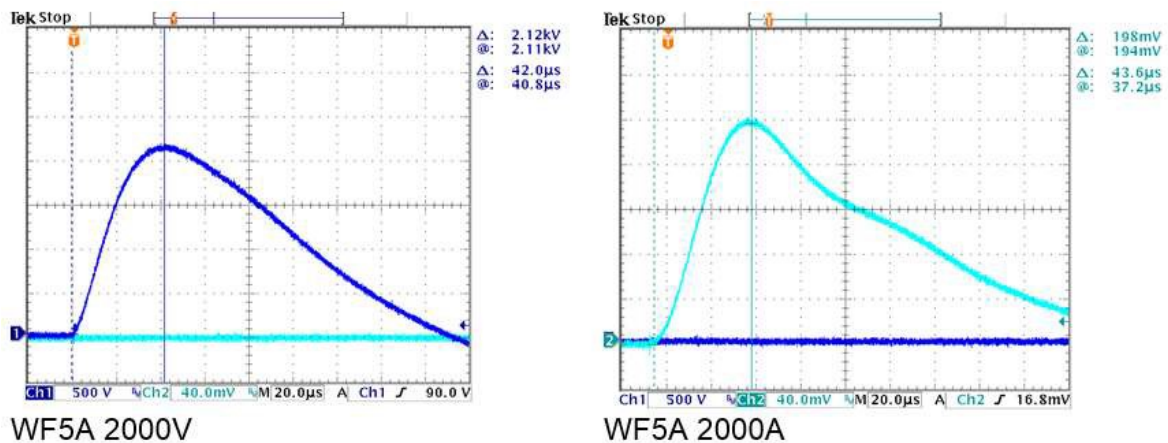 Tek Stop
T
Δ: 2.12kV
@: 2.11kV
Δ: 42.0µs
@: 40.8µs
1
Ch1 500 V Ch2 40.0mV M 20.0µs A Ch1 90.0 V
WF5A 2000V
Tek Stop
T
Δ: 198mV
@: 194mV
Δ: 43.6µs
@: 37.2µs
2
Ch1 500 V Ch2 40.0mV M 20.0µs A Ch2 16.8mV
WF5A 2000A